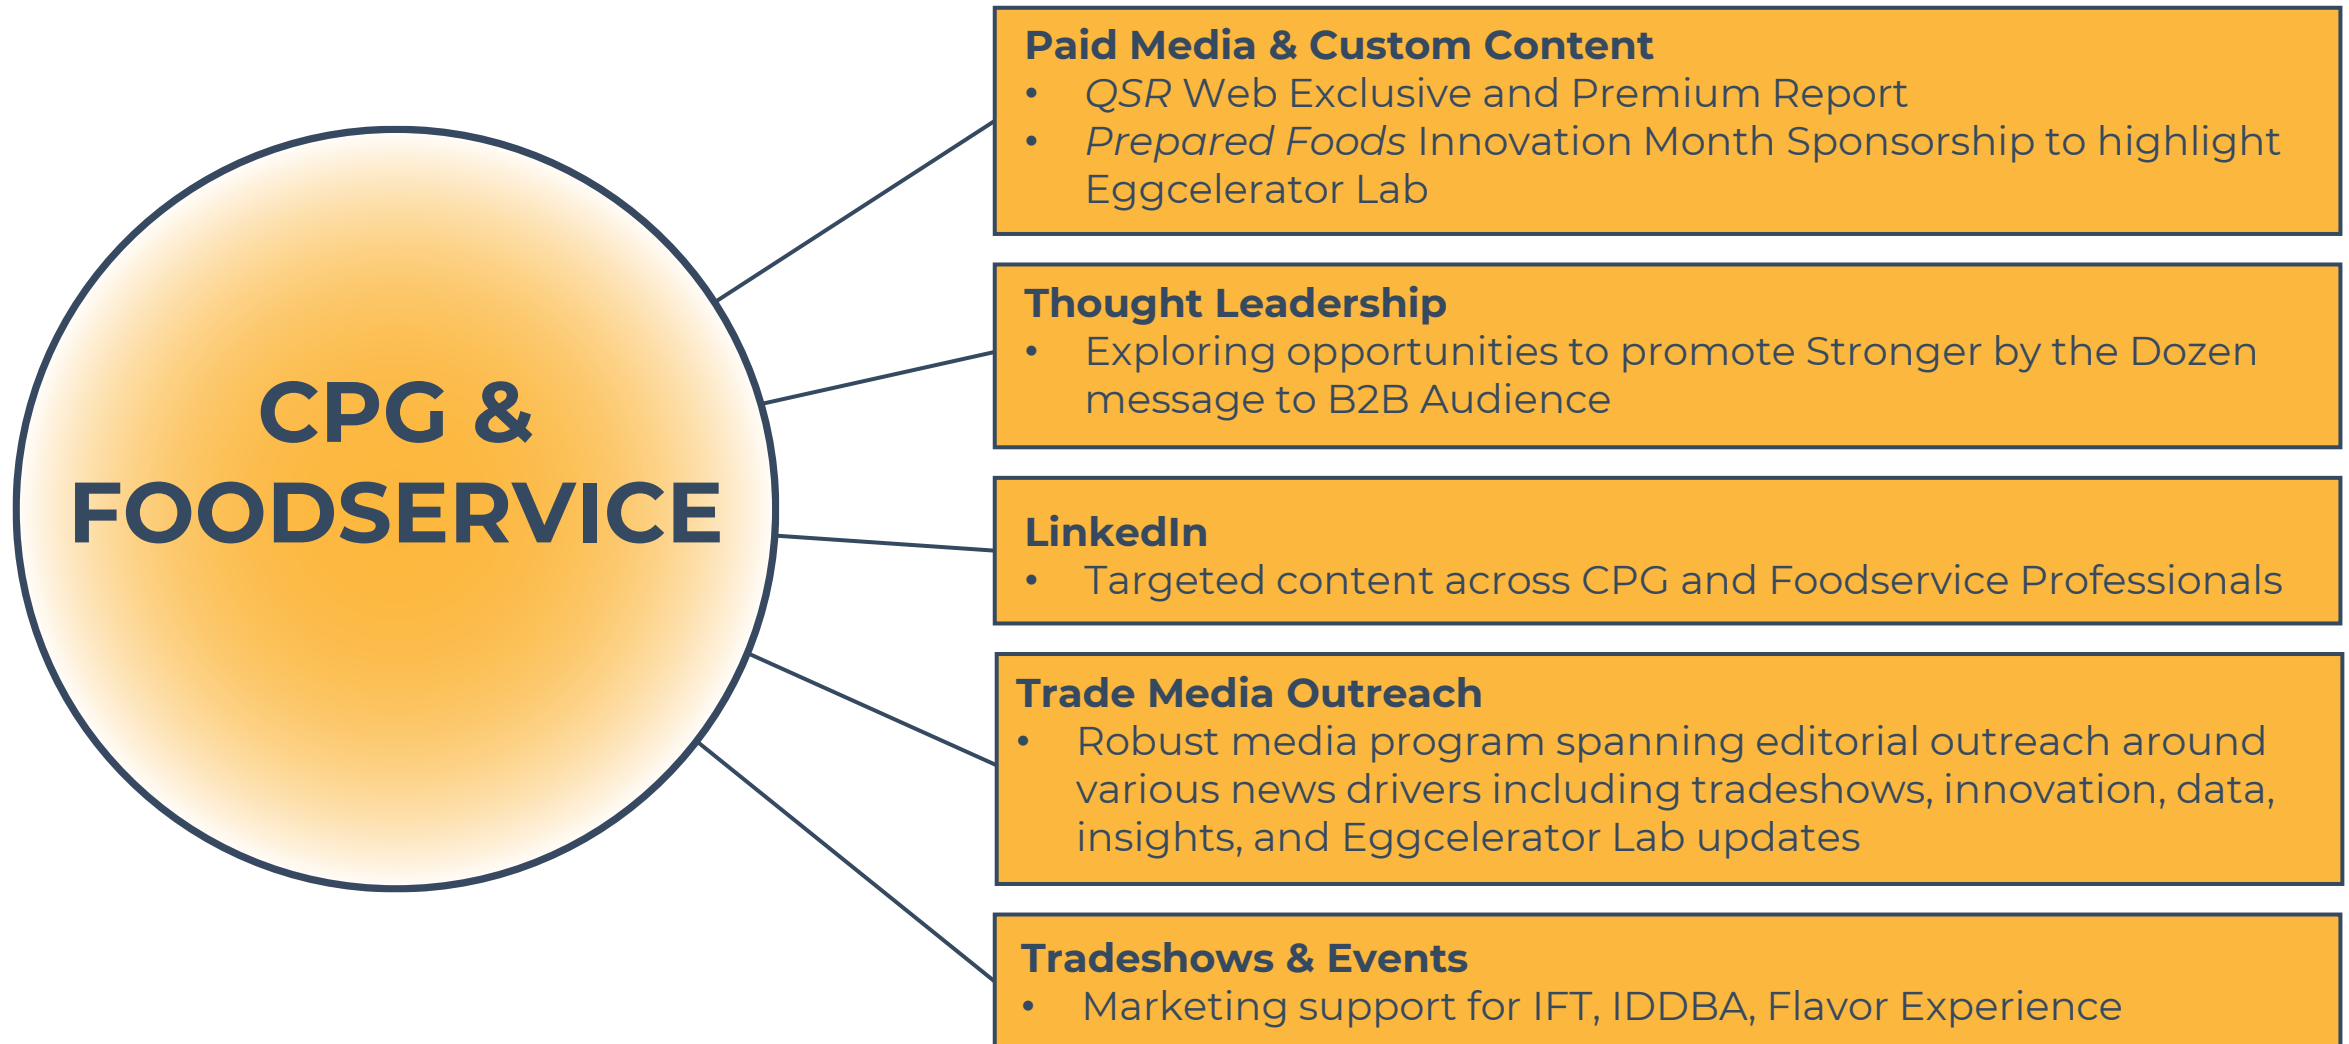 CPG &
FOODSERVICE
Paid Media & Custom Content
• QSR Web Exclusive and Premium Report
• Prepared Foods Innovation Month Sponsorship to highlight
Eggcelerator Lab
Thought Leadership
• Exploring opportunities to promote Stronger by the Dozen
message to B2B Audience
LinkedIn
• Targeted content across CPG and Foodservice Professionals
Trade Media Outreach
• Robust media program spanning editorial outreach around
various news drivers including tradeshows, innovation, data,
insights, and Eggcelerator Lab updates
Tradeshows & Events
• Marketing support for IFT, IDDBA, Flavor Experience